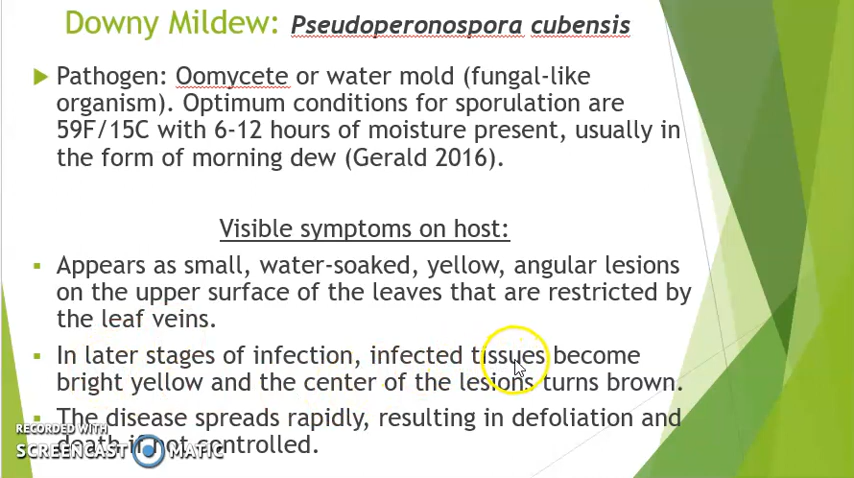 Downy Mildew: Pseudoperonospora cubensis
Pathogen: Oomycete or water mold (fungal-like
organism). Optimum conditions for sporulation are
59F/15C with 6-12 hours of moisture present, usually in
the form of morning dew (Gerald 2016).
Visible symptoms on host:
Appears as small, water-soaked, yellow, angular lesions
on the upper surface of the leaves that are restricted by
the leaf veins.
In later stages of infection, infected tissues become
bright yellow and the center of the lesions turns brown.
The disease spreads rapidly, resulting in defoliation and
death if not controlled.
RECORDED WITH
SCREENCAST MATIC